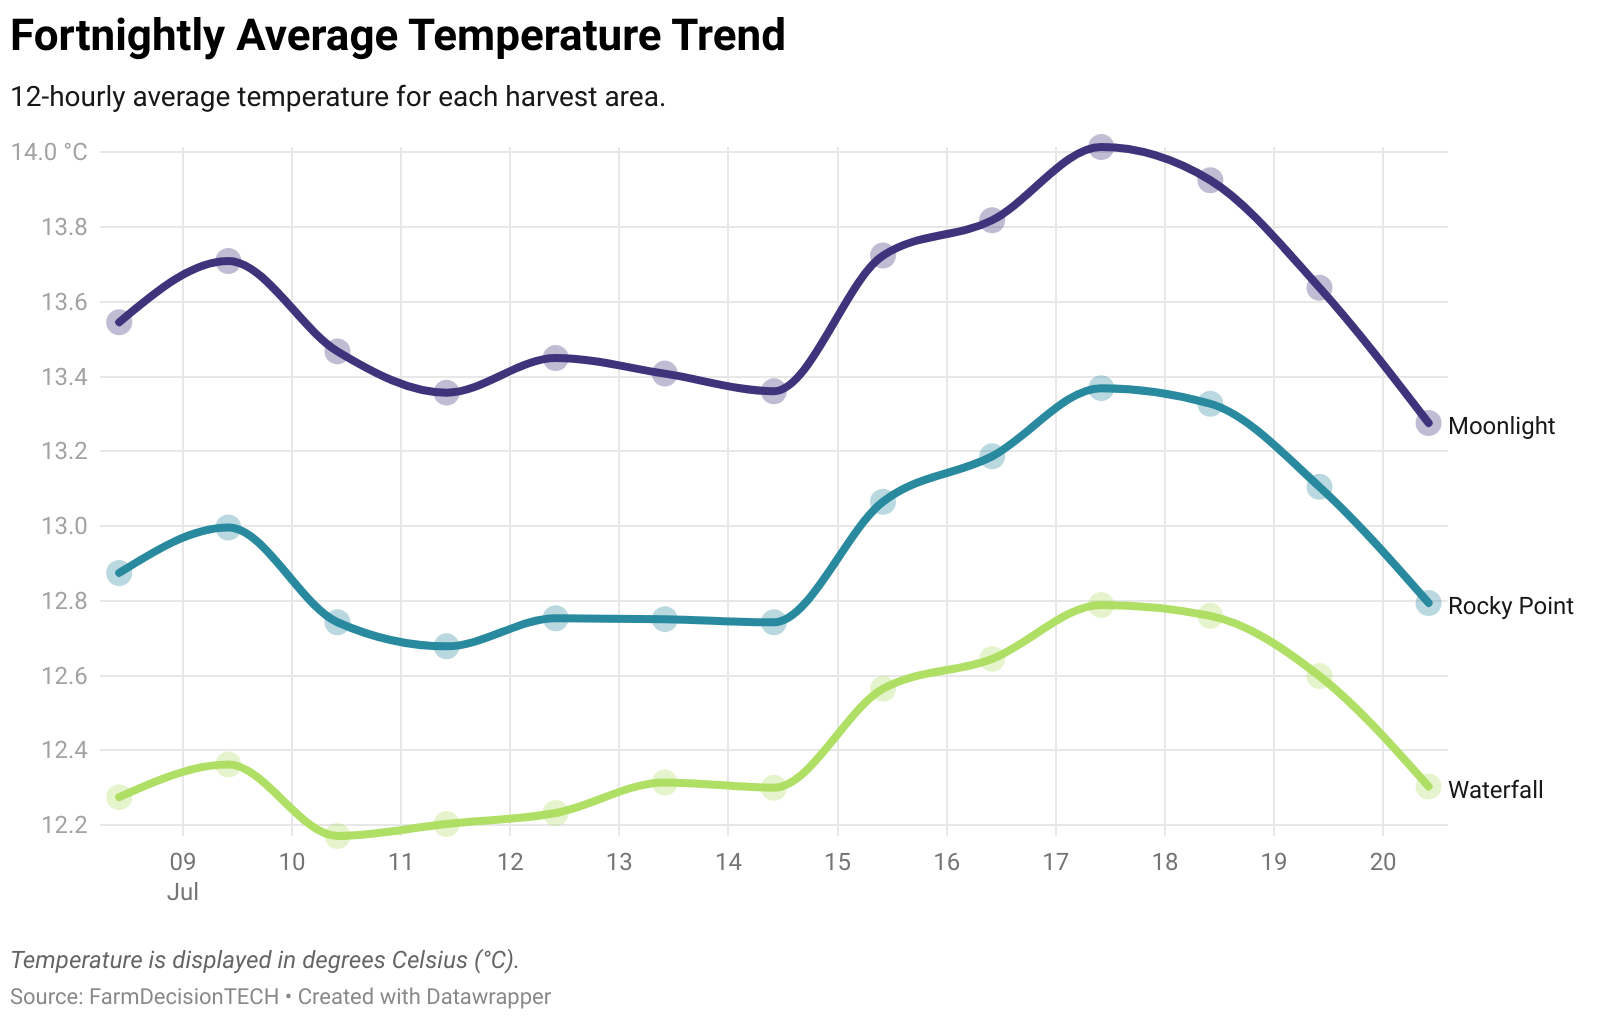 Fortnightly Average Temperature Trend
12-hourly average temperature for each harvest area.
14.0 °C
13.8
13.6
13.4
13.2
13.0
12.8
12.6
12.4
12.2
Moonlight
Rocky Point
Waterfall
09 10 11 12 13 14 15 16 17 18 19 20
Jul
Temperature is displayed in degrees Celsius (°C).
Source: FarmDecisionTECH • Created with Datawrapper